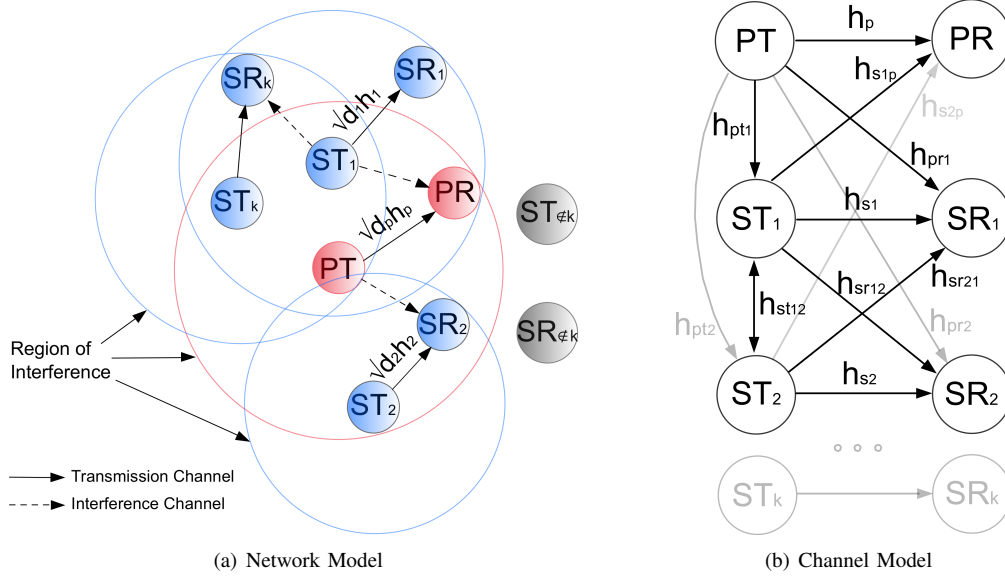 SRₖ
SR₁
√d₁h₁
ST₁
STₖ
PR
√dₚhₚ
ST∉k
PT
SR₂
SR∉k
√d₂h₂
ST₂
Region of
Interference
Transmission Channel
Interference Channel
(a) Network Model
PT
hₚ
PR
hs1p
hs2p
hpt1
hpr1
ST₁
hs1
SR₁
hst12
hsr12
hsr21
hpt2
hpr2
ST₂
hs2
SR₂
STₖ
SRₖ
(b) Channel Model